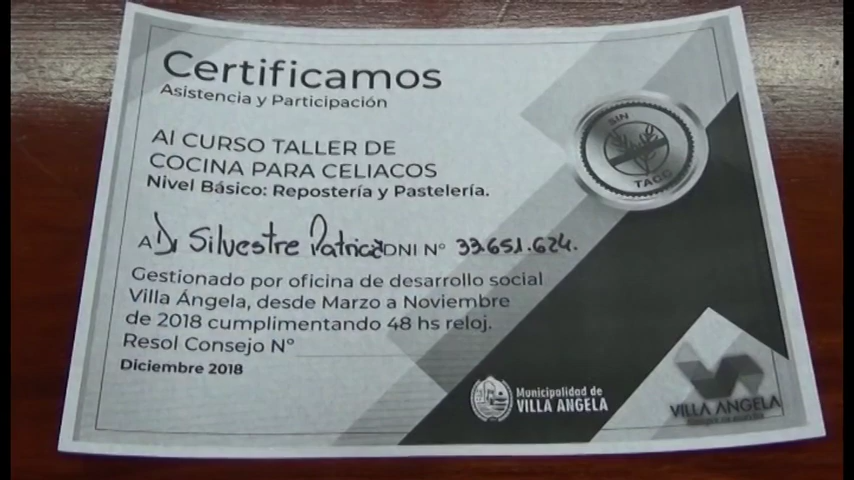 Certificamos
Asistencia y Participación
Al CURSO TALLER DE
COCINA PARA CELIACOS
Nivel Básico: Repostería y Pastelería.
A Di Silvestre Patricia DNI N° 33.651.624.
Gestionado por oficina de desarrollo social
Villa Ángela, desde Marzo a Noviembre
de 2018 cumplimentando 48 hs reloj.
Resol Consejo N°
Diciembre 2018
SIN
TACC
Municipalidad de
VILLA ANGELA
VILLA ANGELA